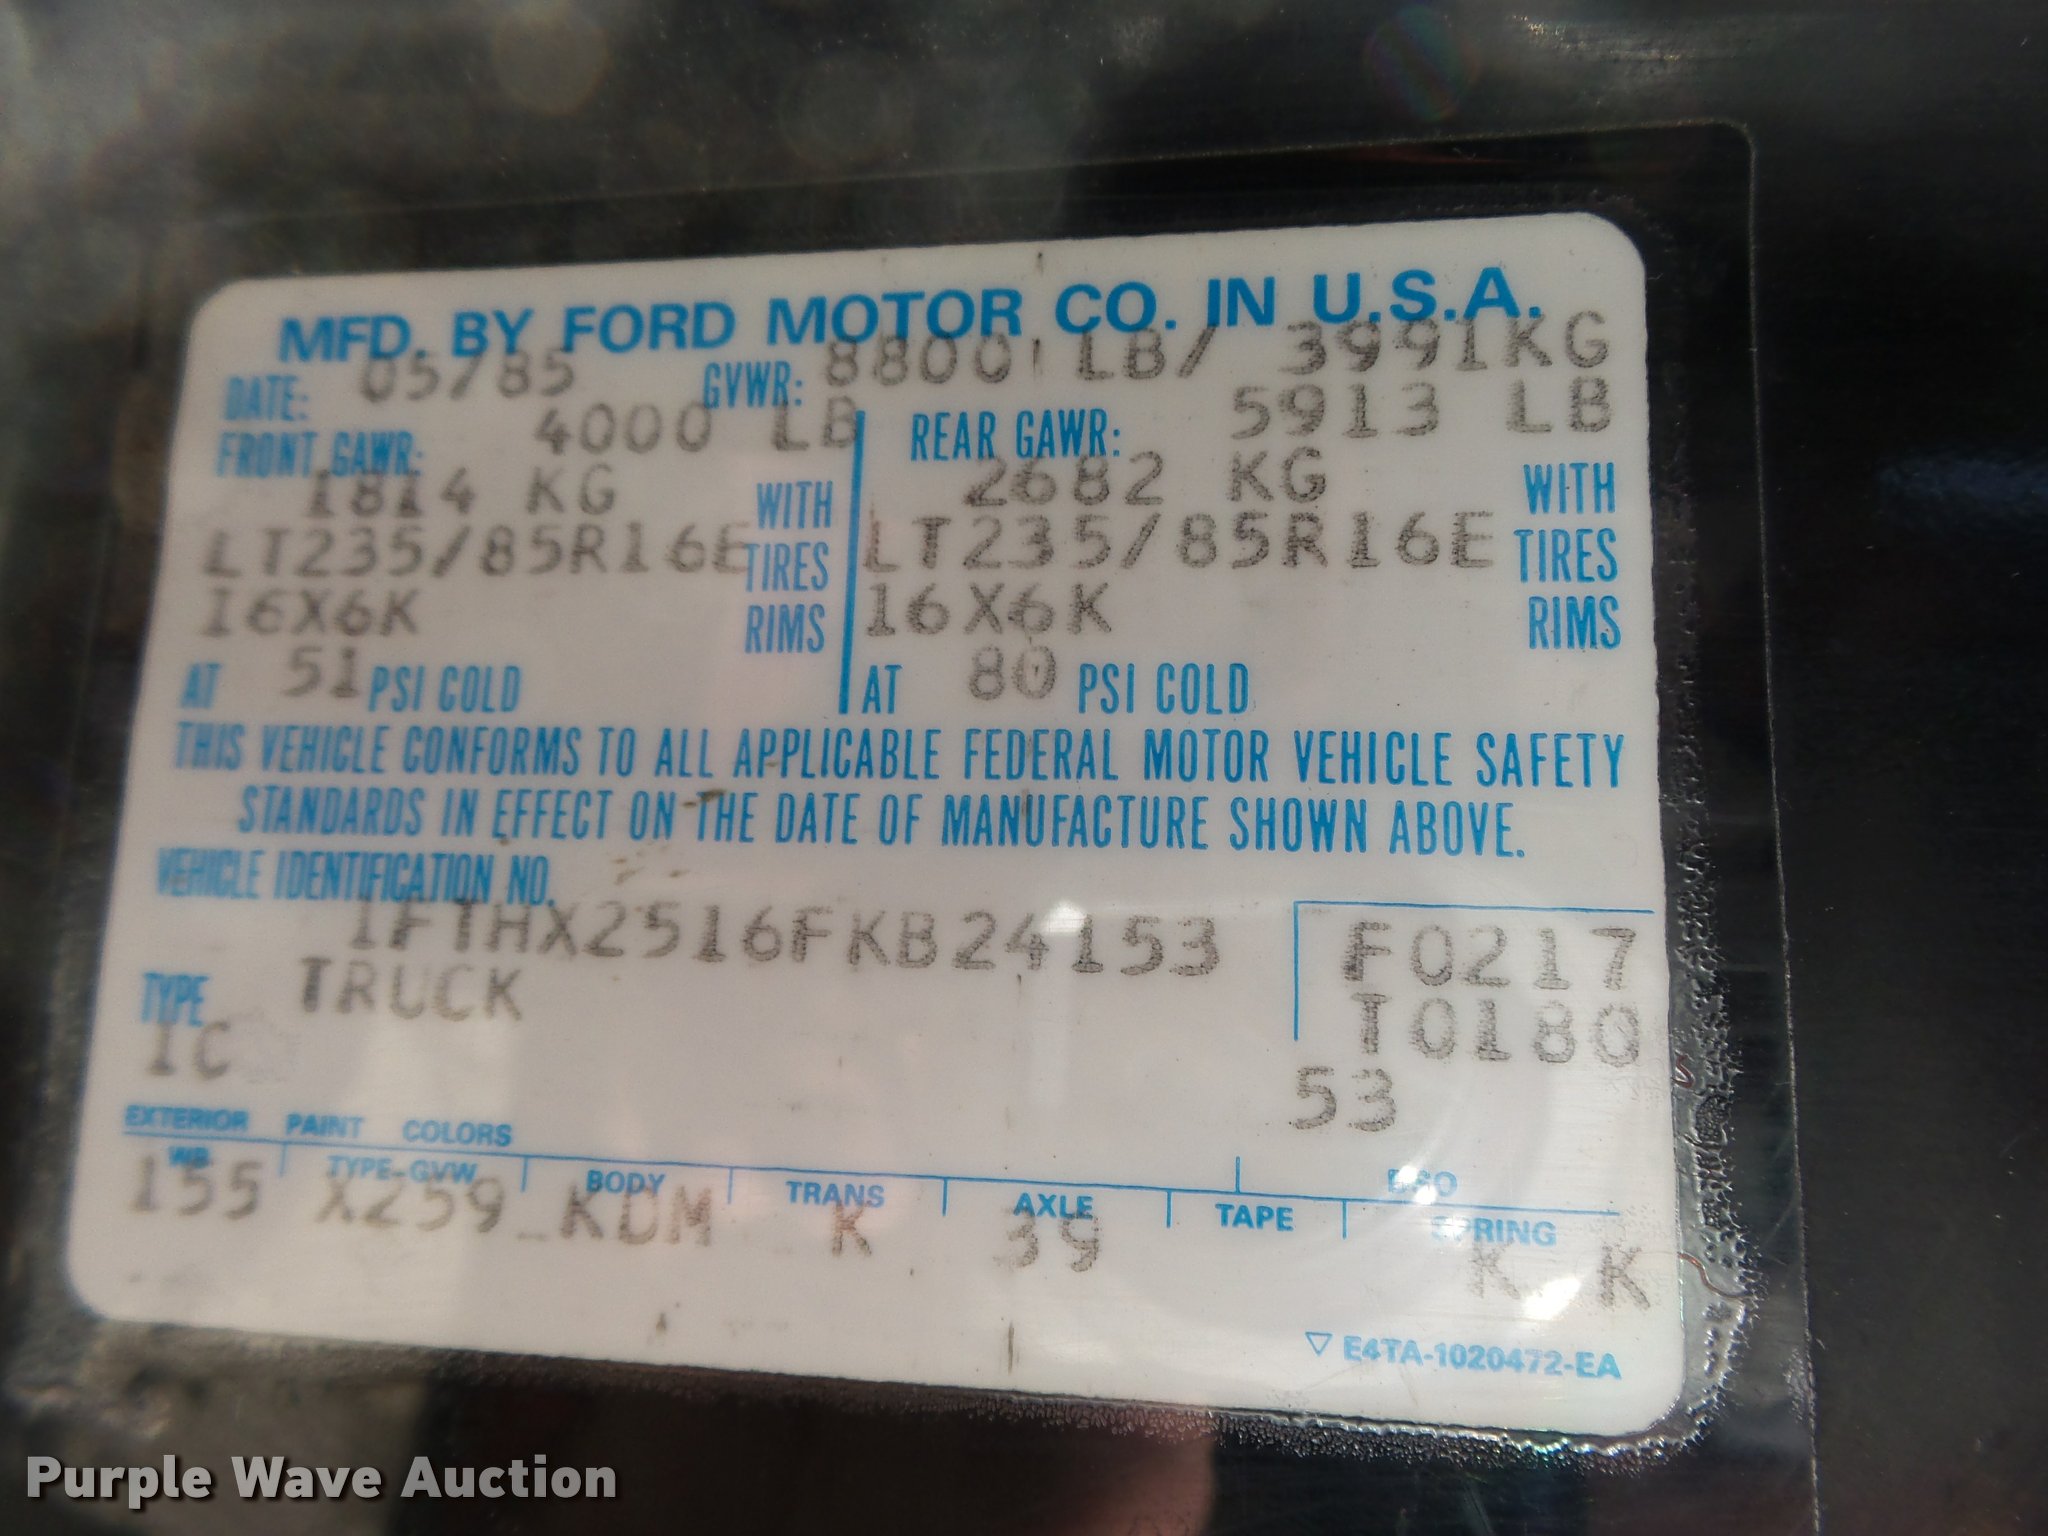 MFD. BY FORD MOTOR CO. IN U.S.A.
DATE: 05/85 GVWR: 8800 LB/ 3991KG
FRONT GAWR: 4000 LB REAR GAWR: 5913 LB
1814 KG WITH 2682 KG WITH
LT235/85R16E TIRES LT235/85R16E TIRES
16X6K RIMS 16X6K RIMS
AT 51 PSI COLD AT 80 PSI COLD
THIS VEHICLE CONFORMS TO ALL APPLICABLE FEDERAL MOTOR VEHICLE SAFETY
STANDARDS IN EFFECT ON THE DATE OF MANUFACTURE SHOWN ABOVE.
VEHICLE IDENTIFICATION NO.
1FTHX2516FKB24153 F0217
TYPE TRUCK T0180
1C 53
EXTERIOR PAINT COLORS DSO
WB TYPE-GVW BODY TRANS AXLE TAPE SPRING
155 X259 KDM K 39 K K
▽ E4TA-1020472-EA
Purple Wave Auction